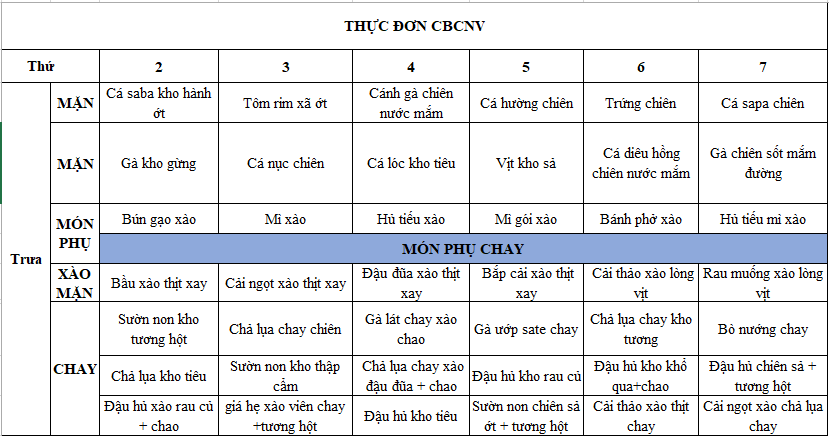 THỰC ĐƠN CBCNV
Thứ 2 3 4 5 6 7
Trưa
MẶN
Cá saba kho hành ớt
Tôm rim xã ớt
Cánh gà chiên nước mắm
Cá hường chiên
Trứng chiên
Cá sapa chiên
MẶN
Gà kho gừng
Cá nục chiên
Cá lóc kho tiêu
Vịt kho sả
Cá diêu hồng chiên nước mắm
Gà chiên sốt mắm đường
MÓN PHỤ
Bún gạo xào
Mì xào
Hủ tiếu xào
Mì gói xào
Bánh phở xào
Hủ tiếu mì xào
MÓN PHỤ CHAY
XÀO MẶN
Bầu xào thịt xay
Cải ngọt xào thịt xay
Đậu đũa xào thịt xay
Bắp cải xào thịt xay
Cải thảo xào lòng vịt
Rau muống xào lòng vịt
CHAY
Sườn non kho tương hột
Chả lụa chay chiên
Gà lát chay xào chao
Gà ướp sate chay
Chả lụa chay kho tương
Bò nướng chay
Chả lụa kho tiêu
Sườn non kho thập cẩm
Chả lụa chay xào đậu đũa + chao
Đậu hủ kho rau củ
Đậu hủ kho khổ qua+chao
Đậu hủ chiên sả + tương hột
Đậu hủ xào rau củ + chao
giá hẹ xào viên chay +tương hột
Đậu hủ kho tiêu
Sườn non chiên sả ớt + tương hột
Cải thảo xào thịt chay
Cải ngọt xào chả lụa chay